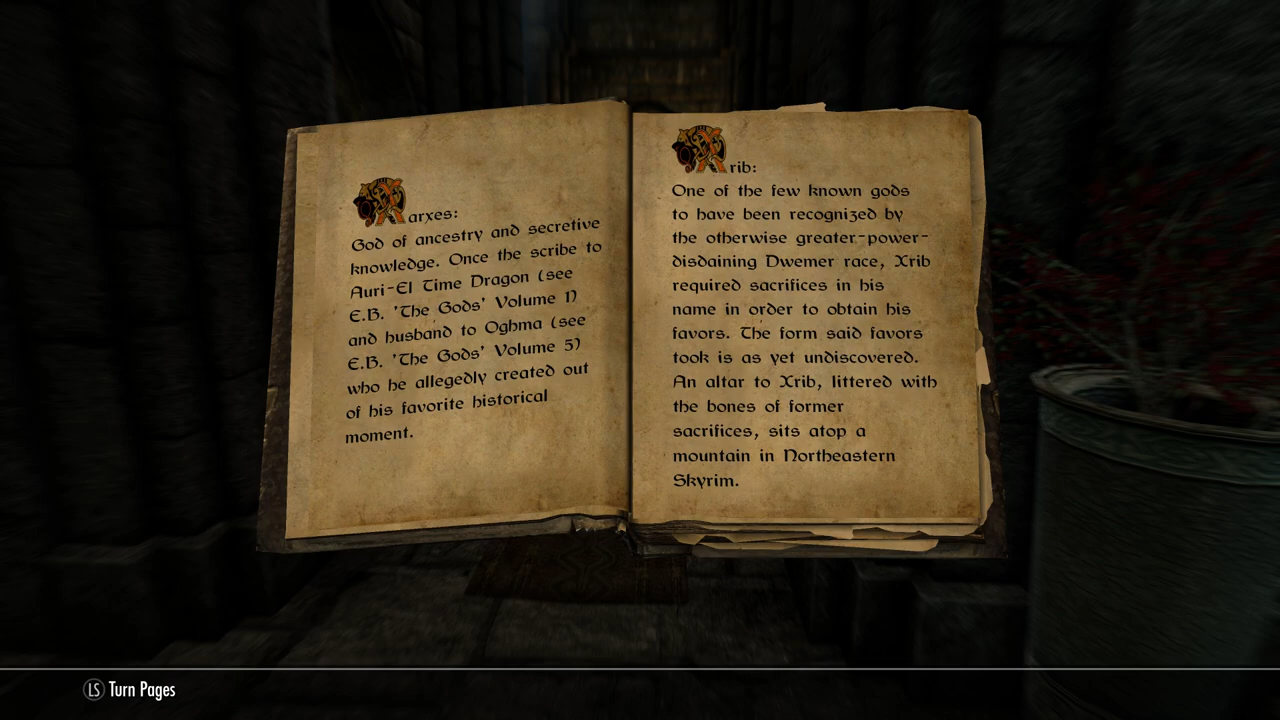 Xarxes:
God of ancestry and secretive
knowledge. Once the scribe to
Auri-El Time Dragon (see
E.B. 'The Gods' Volume 1)
and husband to Oghma (see
E.B. 'The Gods' Volume 5)
who he allegedly created out
of his favorite historical
moment.
Xrib:
One of the few known gods
to have been recognized by
the otherwise greater-power-
disdaining Dwemer race, Xrib
required sacrifices in his
name in order to obtain his
favors. The form said favors
took is as yet undiscovered.
An altar to Xrib, littered with
the bones of former
sacrifices, sits atop a
mountain in Northeastern
Skyrim.
LS Turn Pages